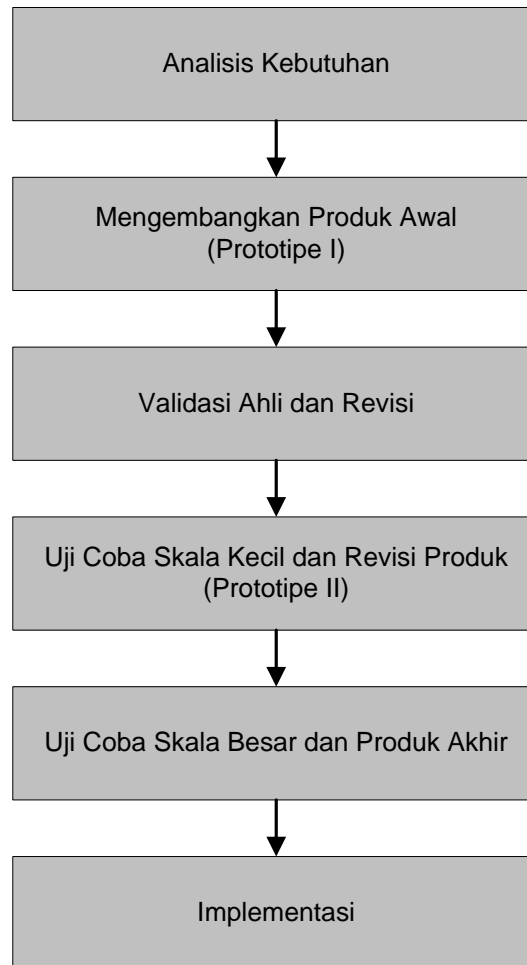 Analisis Kebutuhan
Mengembangkan Produk Awal
(Prototipe I)
Validasi Ahli dan Revisi
Uji Coba Skala Kecil dan Revisi Produk
(Prototipe II)
Uji Coba Skala Besar dan Produk Akhir
Implementasi